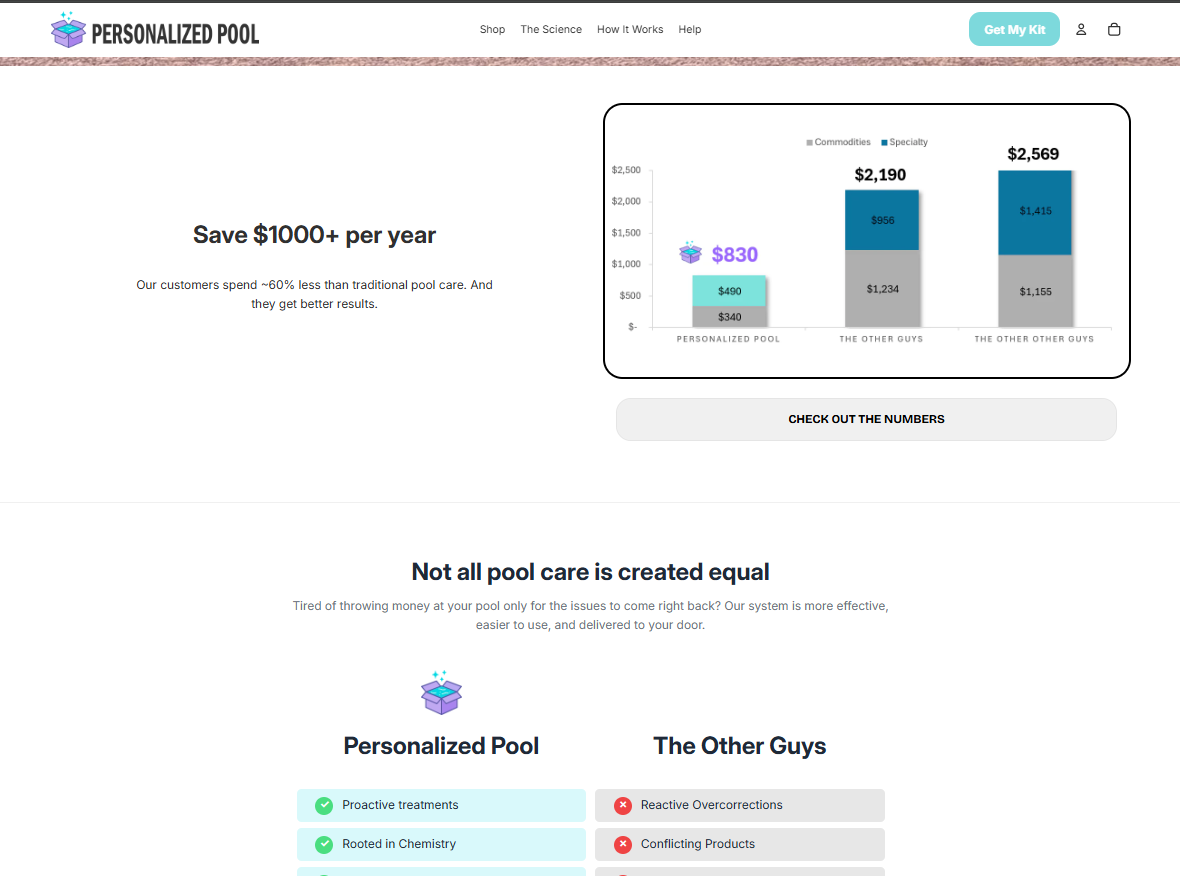 PERSONALIZED POOL
Shop
The Science
How It Works
Help
Get My Kit
Save $1000+ per year
Our customers spend ~60% less than traditional pool care. And
they get better results.
Commodities
Specialty
$2,500
$2,000
$1,500
$1,000
$500
$-
$830
$490
$340
PERSONALIZED POOL
$2,190
$956
$1,234
THE OTHER GUYS
$2,569
$1,415
$1,155
THE OTHER OTHER GUYS
CHECK OUT THE NUMBERS
Not all pool care is created equal
Tired of throwing money at your pool only for the issues to come right back? Our system is more effective,
easier to use, and delivered to your door.
Personalized Pool
The Other Guys
Proactive treatments
Reactive Overcorrections
Rooted in Chemistry
Conflicting Products